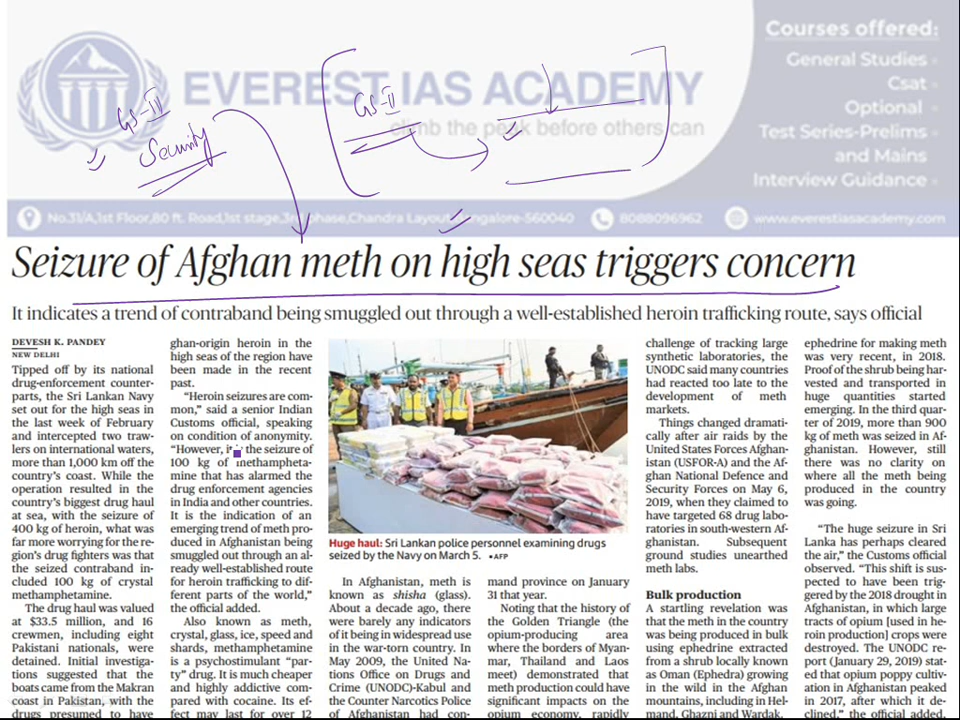 Courses offered:
General Studies
Csat
Optional
Test Series-Prelims
and Mains
Interview Guidance
EVEREST IAS ACADEMY
climb the peak before others can
GS-III
Security
GS-II
No.31/A,1st Floor,80 ft. Road,1st stage,3rd Phase,Chandra Layout, Bangalore-560040
8088096962
www.everestiasacademy.com
Seizure of Afghan meth on high seas triggers concern
It indicates a trend of contraband being smuggled out through a well-established heroin trafficking route, says official
DEVESH K. PANDEY
NEW DELHI
Tipped off by its national
drug-enforcement counter-
parts, the Sri Lankan Navy
set out for the high seas in
the last week of February
and intercepted two traw-
lers on international waters,
more than 1,000 km off the
country's coast. While the
operation resulted in the
country's biggest drug haul
at sea, with the seizure of
400 kg of heroin, what was
far more worrying for the re-
gion's drug fighters was that
the seized contraband in-
cluded 100 kg of crystal
methamphetamine.
The drug haul was valued
at $33.5 million, and 16
crewmen, including eight
Pakistani nationals, were
detained. Initial investiga-
tions suggested that the
boats came from the Makran
coast in Pakistan, with the
drugs presumed to have
ghan-origin heroin in the
high seas of the region have
been made in the recent
past.
"Heroin seizures are com-
mon," said a senior Indian
Customs official, speaking
on condition of anonymity.
"However, it is the seizure of
100 kg of methampheta-
mine that has alarmed the
drug enforcement agencies
in India and other countries.
It is the indication of an
emerging trend of meth pro-
duced in Afghanistan being
smuggled out through an al-
ready well-established route
for heroin trafficking to dif-
ferent parts of the world,"
the official added.
Also known as meth,
crystal, glass, ice, speed and
shards, methamphetamine
is a psychostimulant "par-
ty" drug. It is much cheaper
and highly addictive com-
pared with cocaine. Its ef-
fect may last for over 12
Huge haul: Sri Lankan police personnel examining drugs
seized by the Navy on March 5. •AFP
In Afghanistan, meth is
known as shisha (glass).
About a decade ago, there
were barely any indicators
of it being in widespread use
in the war-torn country. In
May 2009, the United Na-
tions Office on Drugs and
Crime (UNODC)-Kabul and
the Counter Narcotics Police
of Afghanistan had con-
mand province on January
31 that year.
Noting that the history of
the Golden Triangle (the
opium-producing area
where the borders of Myan-
mar, Thailand and Laos
meet) demonstrated that
meth production could have
significant impacts on the
opium economy, rapidly
challenge of tracking large
synthetic laboratories, the
UNODC said many countries
had reacted too late to the
development of meth
markets.
Things changed dramati-
cally after air raids by the
United States Forces Afghan-
istan (USFOR-A) and the Af-
ghan National Defence and
Security Forces on May 6,
2019, when they claimed to
have targeted 68 drug labo-
ratories in south-western Af-
ghanistan. Subsequent
ground studies unearthed
meth labs.
Bulk production
A startling revelation was
that the meth in the country
was being produced in bulk
using ephedrine extracted
from a shrub locally known
as Oman (Ephedra) growing
in the wild in the Afghan
mountains, including in Hel-
mand, Ghazni and Wardak.
ephedrine for making meth
was very recent, in 2018.
Proof of the shrub being har-
vested and transported in
huge quantities started
emerging. In the third quar-
ter of 2019, more than 900
kg of meth was seized in Af-
ghanistan. However, still
there was no clarity on
where all the meth being
produced in the country
was going.
"The huge seizure in Sri
Lanka has perhaps cleared
the air," the Customs official
observed. "This shift is sus-
pected to have been trig-
gered by the 2018 drought in
Afghanistan, in which large
tracts of opium [used in he-
roin production] crops were
destroyed. The UNODC re-
port (January 29, 2019) stat-
ed that opium poppy cultiv-
ation in Afghanistan peaked
in 2017, after which it de-
clined," the official added.